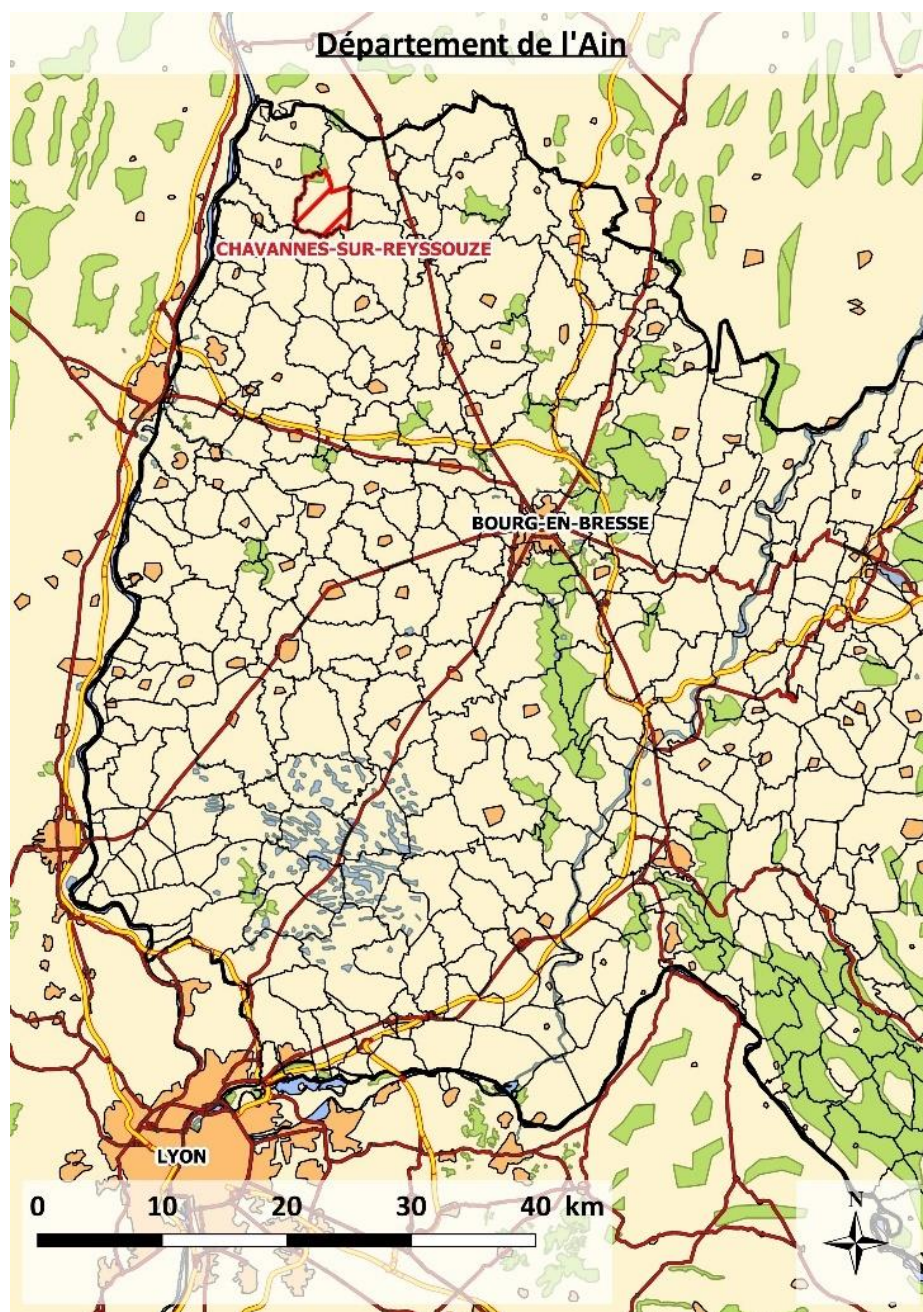 Département de l'Ain
CHAVANNES-SUR-REYSSOUZE
BOURG-EN-BRESSE
LYON
0 10 20 30 40 km
N